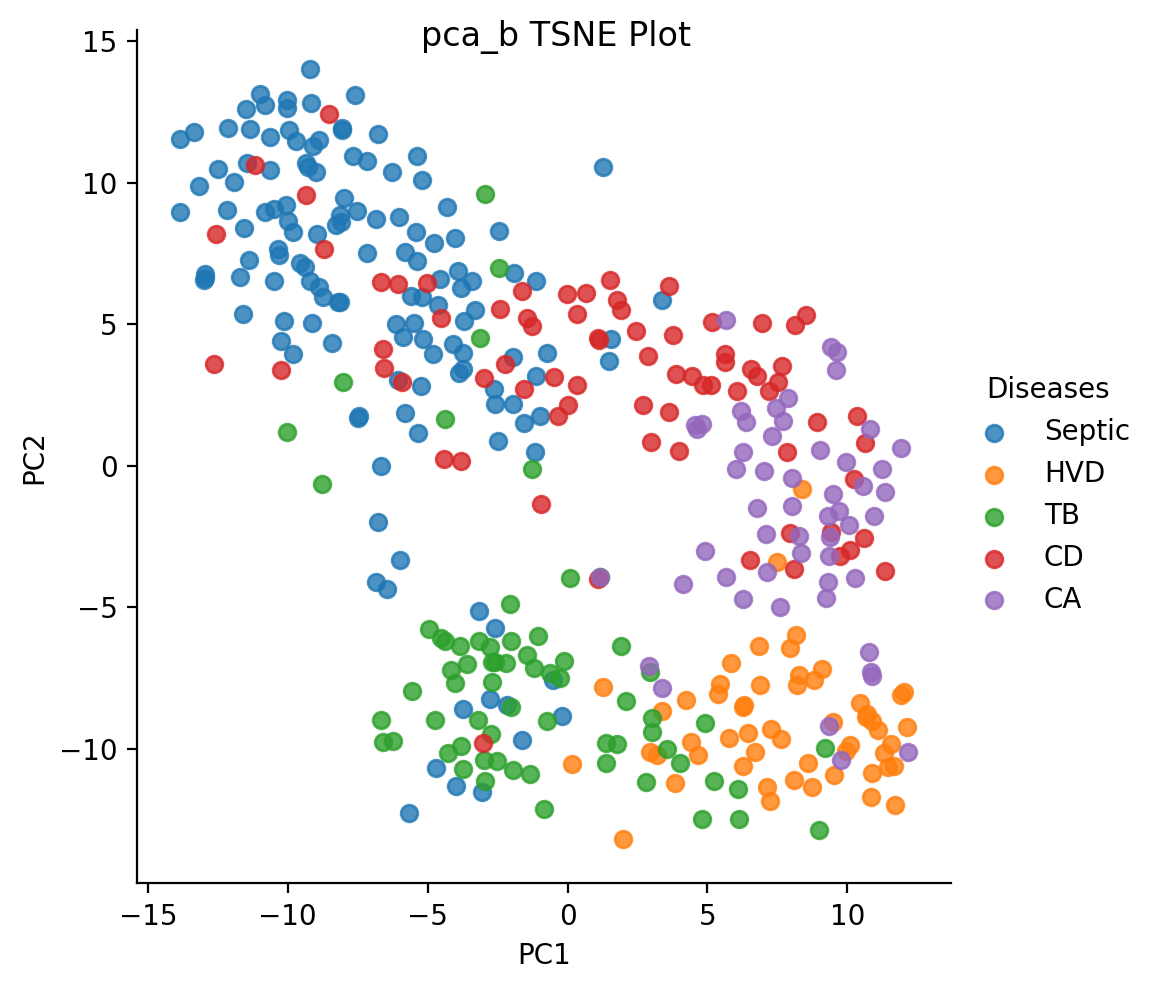 pca_b TSNE Plot
15
10
5
0
−5
−10
PC2
−15
−10
−5
0
5
10
PC1
Diseases
Septic
HVD
TB
CD
CA